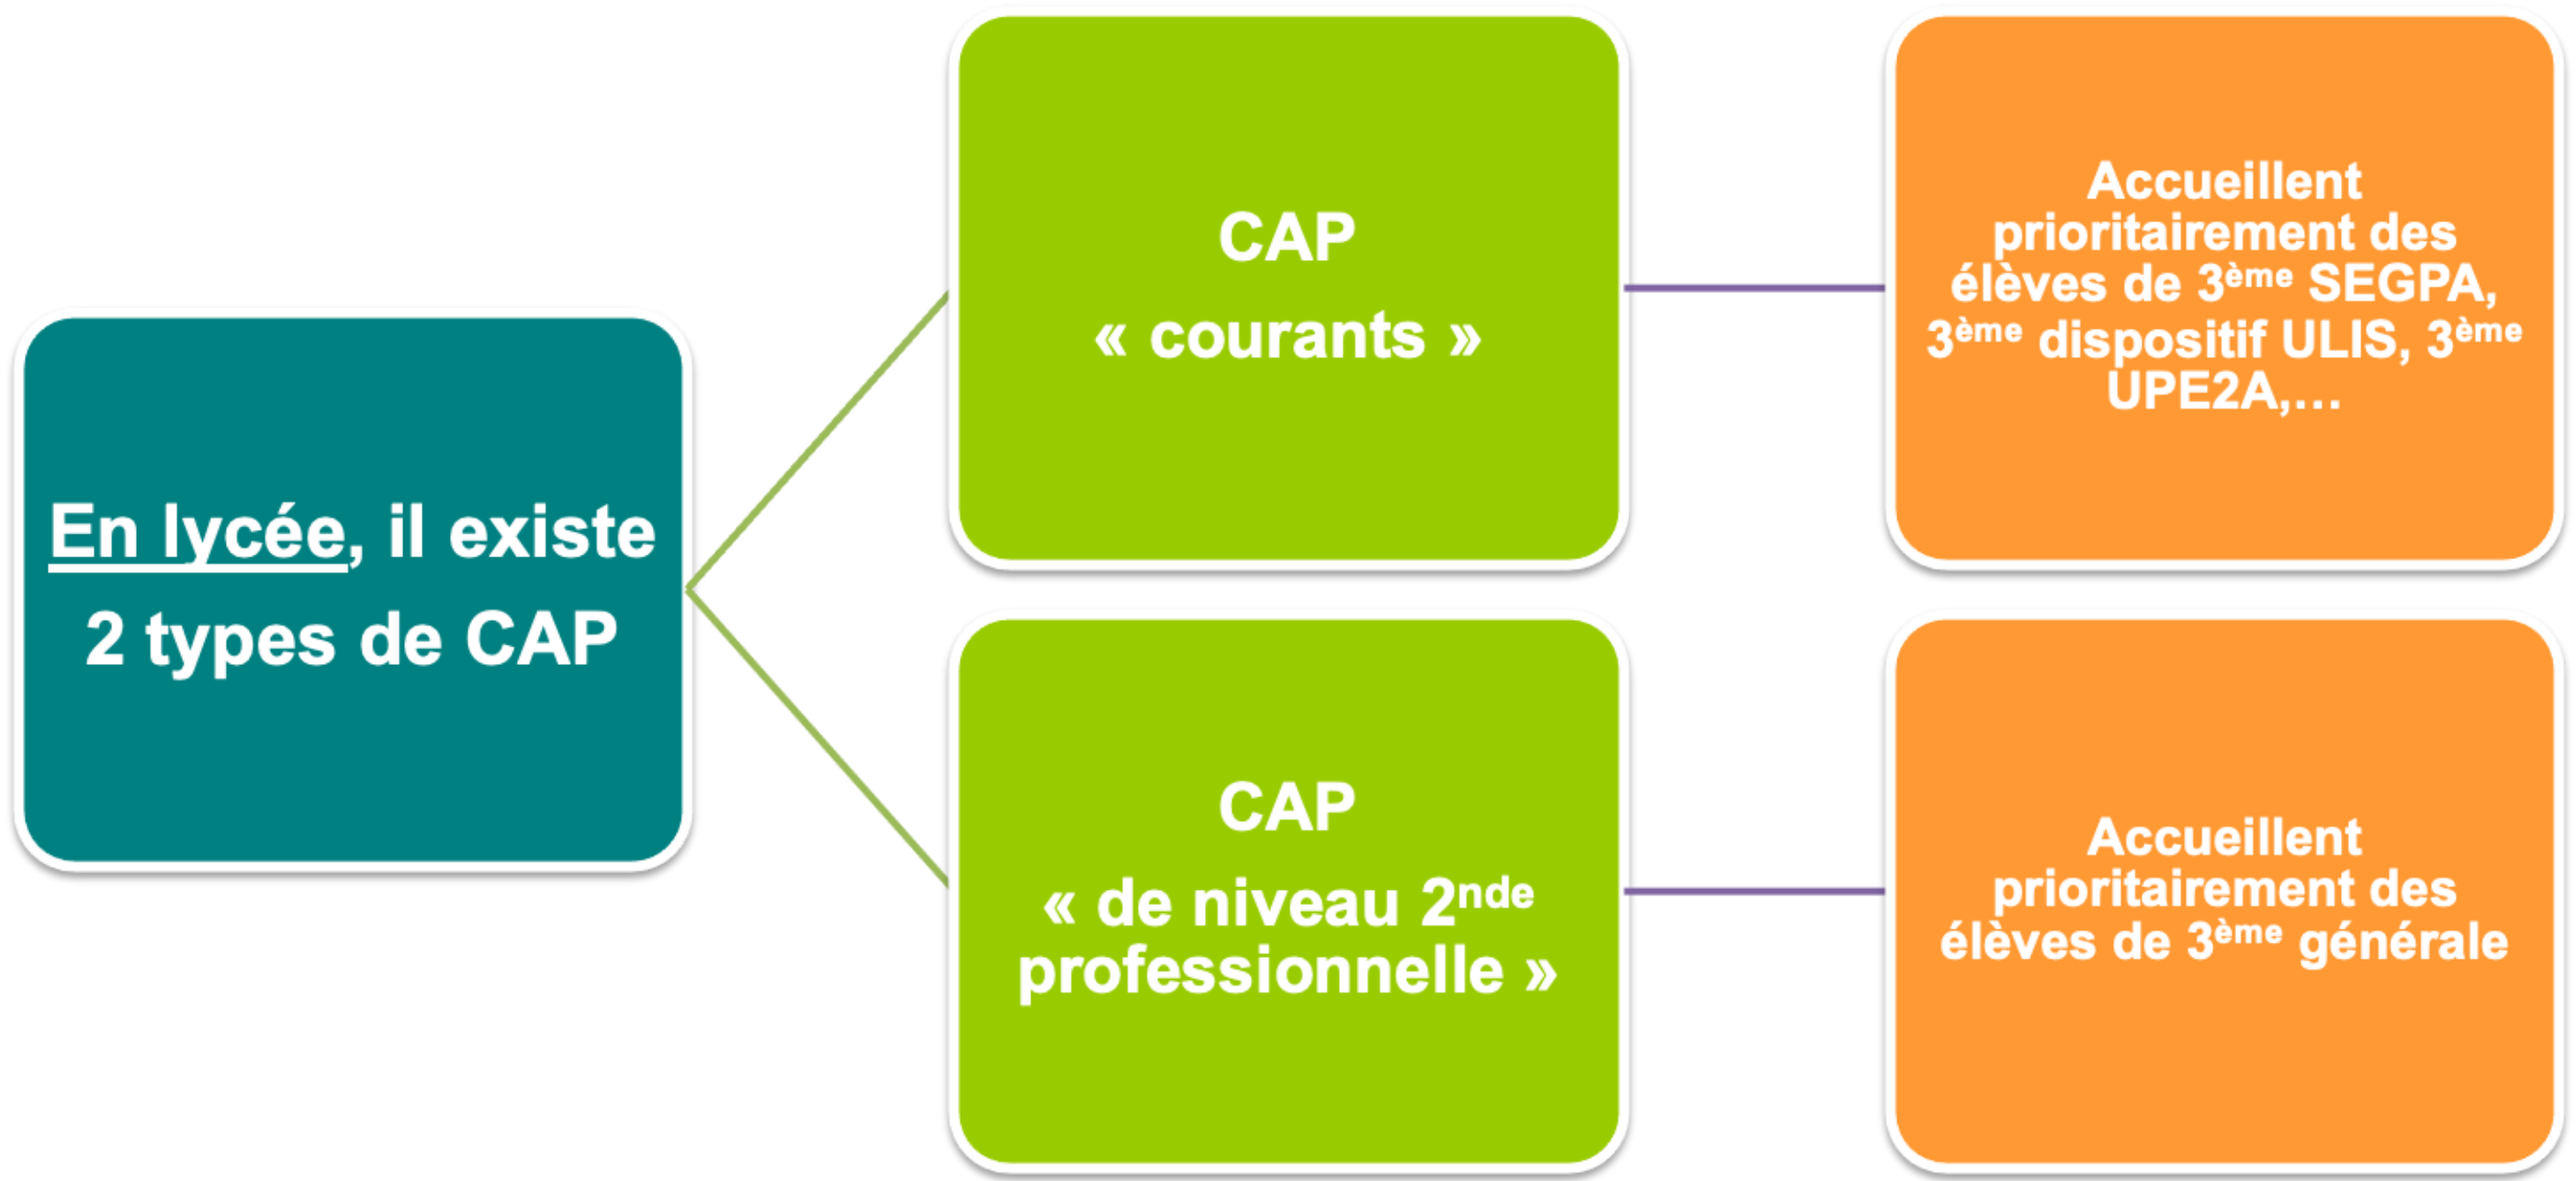 En lycée, il existe
2 types de CAP
CAP
« courants »
Accueillent
prioritairement des
élèves de 3ème SEGPA,
3ème dispositif ULIS, 3ème
UPE2A,…
CAP
« de niveau 2nde
professionnelle »
Accueillent
prioritairement des
élèves de 3ème générale